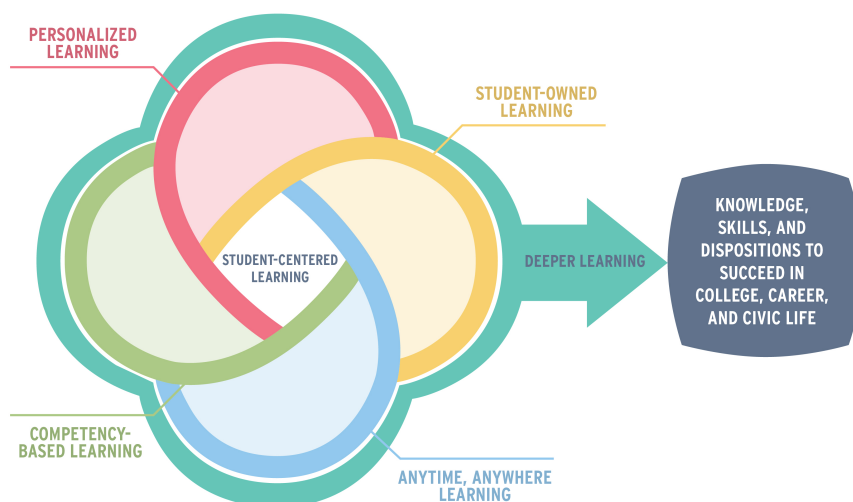 PERSONALIZED
LEARNING
STUDENT-OWNED
LEARNING
STUDENT-CENTERED
LEARNING
DEEPER LEARNING
KNOWLEDGE,
SKILLS, AND
DISPOSITIONS TO
SUCCEED IN
COLLEGE, CAREER,
AND CIVIC LIFE
COMPETENCY-
BASED LEARNING
ANYTIME, ANYWHERE
LEARNING